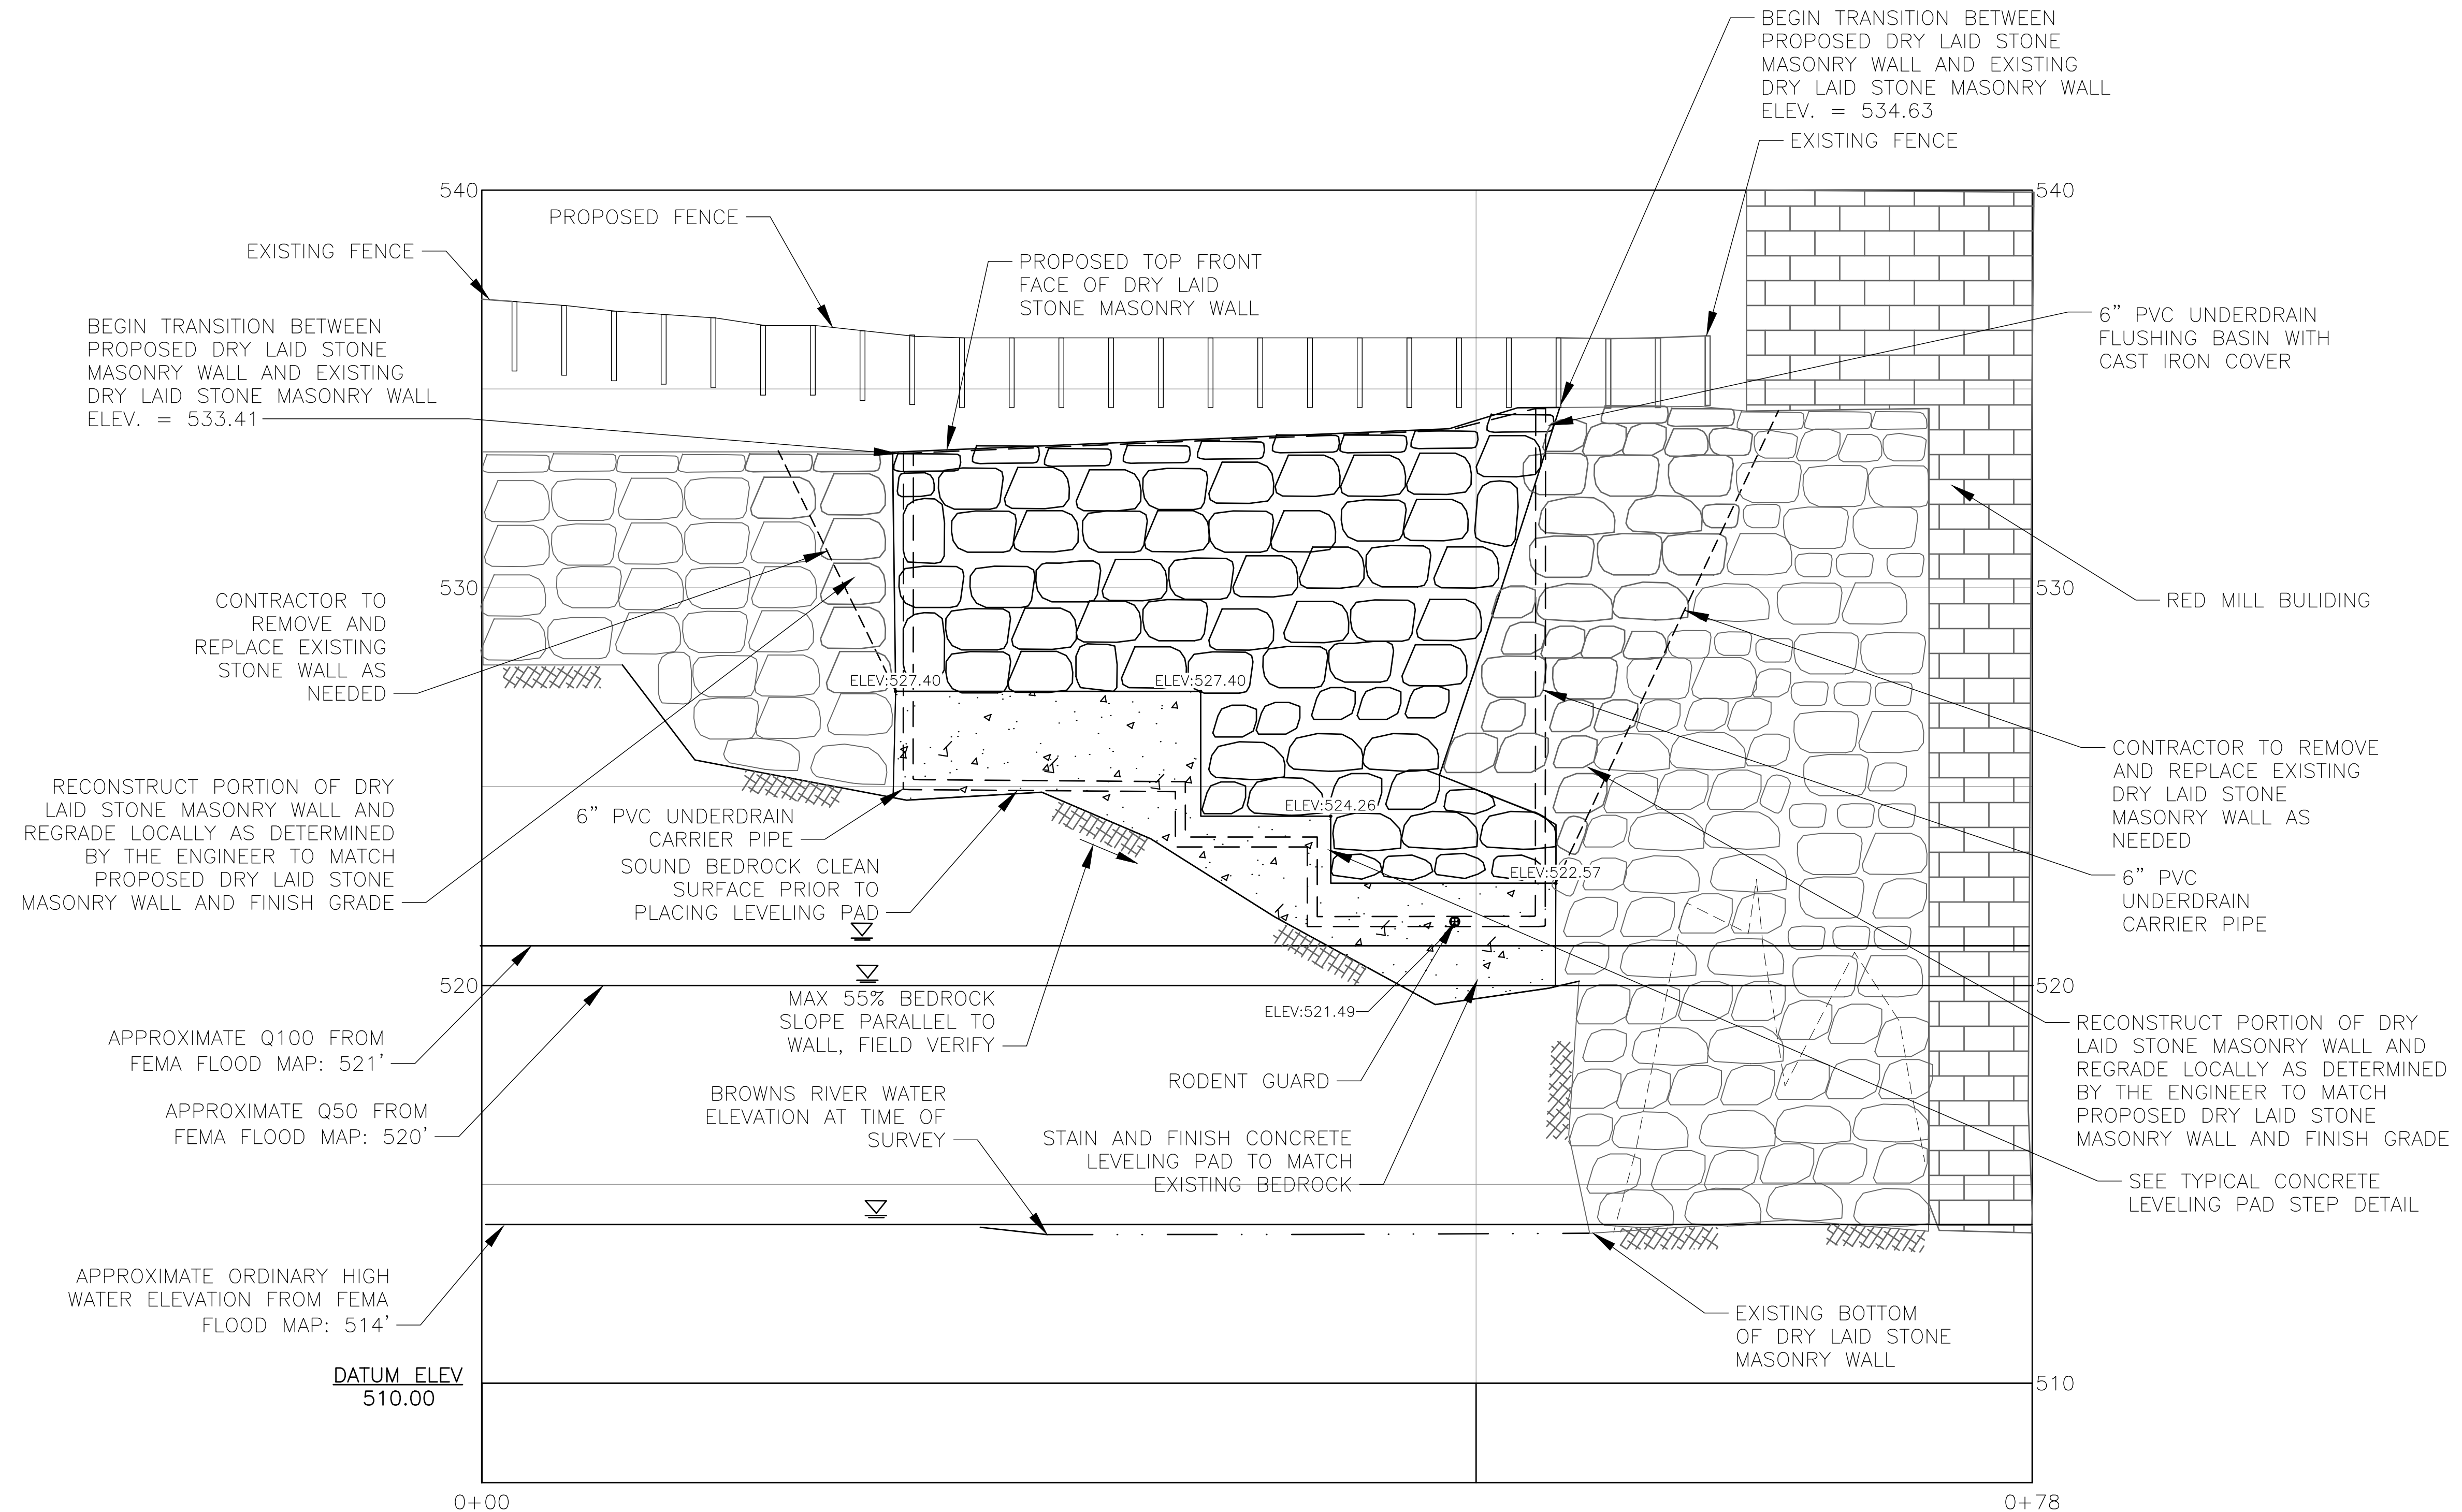 BEGIN TRANSITION BETWEEN
PROPOSED DRY LAID STONE
MASONRY WALL AND EXISTING
DRY LAID STONE MASONRY WALL
ELEV. = 534.63
EXISTING FENCE
540
540
PROPOSED FENCE
EXISTING FENCE
PROPOSED TOP FRONT
FACE OF DRY LAID
STONE MASONRY WALL
BEGIN TRANSITION BETWEEN
PROPOSED DRY LAID STONE
MASONRY WALL AND EXISTING
DRY LAID STONE MASONRY WALL
ELEV. = 533.41
6" PVC UNDERDRAIN
FLUSHING BASIN WITH
CAST IRON COVER
530
530
CONTRACTOR TO
REMOVE AND
REPLACE EXISTING
STONE WALL AS
NEEDED
RED MILL BULIDING
ELEV:527.40
ELEV:527.40
RECONSTRUCT PORTION OF DRY
LAID STONE MASONRY WALL AND
REGRADE LOCALLY AS DETERMINED
BY THE ENGINEER TO MATCH
PROPOSED DRY LAID STONE
MASONRY WALL AND FINISH GRADE
6" PVC UNDERDRAIN
CARRIER PIPE
SOUND BEDROCK CLEAN
SURFACE PRIOR TO
PLACING LEVELING PAD
ELEV:524.26
ELEV:522.57
CONTRACTOR TO REMOVE
AND REPLACE EXISTING
DRY LAID STONE
MASONRY WALL AS
NEEDED
6" PVC
UNDERDRAIN
CARRIER PIPE
520
520
MAX 55% BEDROCK
SLOPE PARALLEL TO
WALL, FIELD VERIFY
ELEV:521.49
APPROXIMATE Q100 FROM
FEMA FLOOD MAP: 521'
RODENT GUARD
RECONSTRUCT PORTION OF DRY
LAID STONE MASONRY WALL AND
REGRADE LOCALLY AS DETERMINED
BY THE ENGINEER TO MATCH
PROPOSED DRY LAID STONE
MASONRY WALL AND FINISH GRADE
APPROXIMATE Q50 FROM
FEMA FLOOD MAP: 520'
BROWNS RIVER WATER
ELEVATION AT TIME OF
SURVEY
STAIN AND FINISH CONCRETE
LEVELING PAD TO MATCH
EXISTING BEDROCK
SEE TYPICAL CONCRETE
LEVELING PAD STEP DETAIL
APPROXIMATE ORDINARY HIGH
WATER ELEVATION FROM FEMA
FLOOD MAP: 514'
EXISTING BOTTOM
OF DRY LAID STONE
MASONRY WALL
DATUM ELEV
510.00
510
0+00
0+78